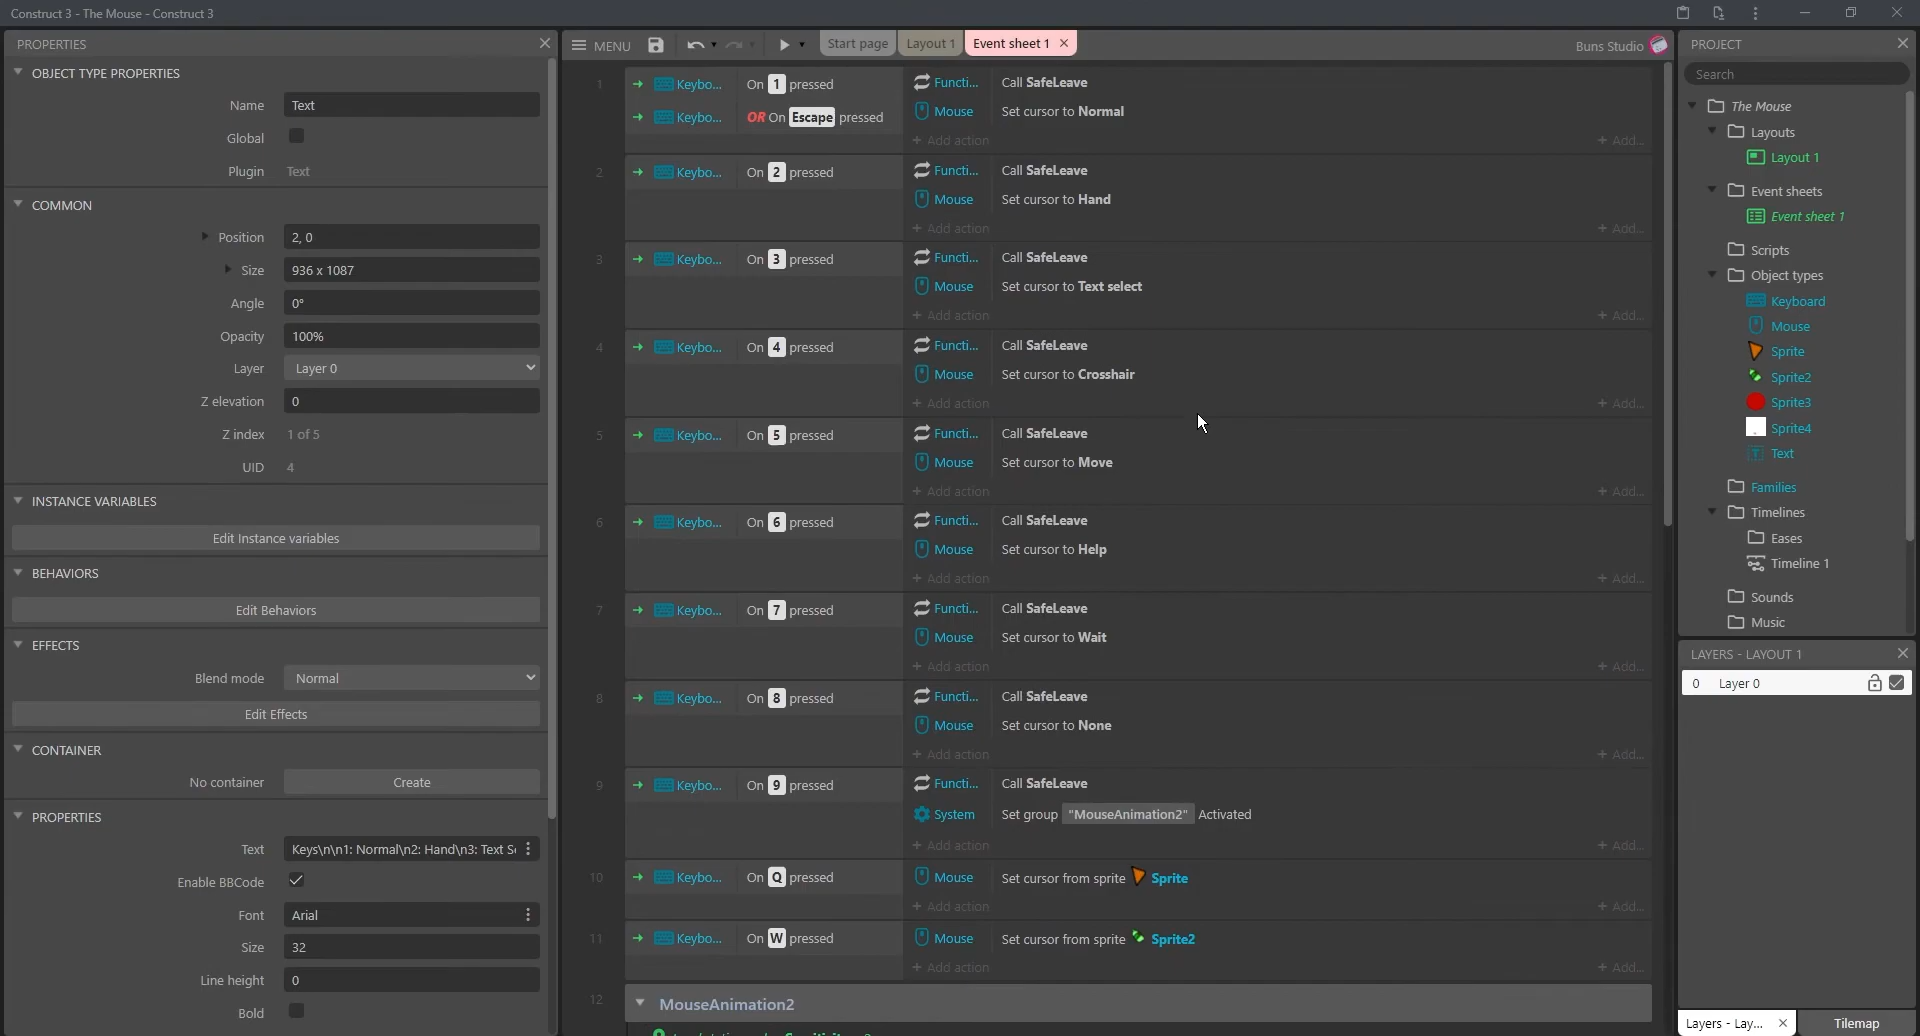 Construct 3 - The Mouse - Construct 3
PROPERTIES
OBJECT TYPE PROPERTIES
Name Text
Global
Plugin Text
COMMON
Position 2, 0
Size 936 x 1087
Angle 0°
Opacity 100%
Layer Layer 0
Z elevation 0
Z index 1 of 5
UID 4
INSTANCE VARIABLES
Edit Instance variables
BEHAVIORS
Edit Behaviors
EFFECTS
Blend mode Normal
Edit Effects
CONTAINER
No container Create
PROPERTIES
Text Keys\n\n1: Normal\n2: Hand\n3: Text Se
Enable BBCode
Font Arial
Size 32
Line height 0
Bold
MENU Start page Layout 1 Event sheet 1 Buns Studio
1 Keybo... On 1 pressed Functi... Call SafeLeave
Keybo... OR On Escape pressed Mouse Set cursor to Normal
+ Add action + Add...
2 Keybo... On 2 pressed Functi... Call SafeLeave
Mouse Set cursor to Hand
+ Add action + Add...
3 Keybo... On 3 pressed Functi... Call SafeLeave
Mouse Set cursor to Text select
+ Add action + Add...
4 Keybo... On 4 pressed Functi... Call SafeLeave
Mouse Set cursor to Crosshair
+ Add action + Add...
5 Keybo... On 5 pressed Functi... Call SafeLeave
Mouse Set cursor to Move
+ Add action + Add...
6 Keybo... On 6 pressed Functi... Call SafeLeave
Mouse Set cursor to Help
+ Add action + Add...
7 Keybo... On 7 pressed Functi... Call SafeLeave
Mouse Set cursor to Wait
+ Add action + Add...
8 Keybo... On 8 pressed Functi... Call SafeLeave
Mouse Set cursor to None
+ Add action + Add...
9 Keybo... On 9 pressed Functi... Call SafeLeave
System Set group "MouseAnimation2" Activated
+ Add action + Add...
10 Keybo... On Q pressed Mouse Set cursor from sprite Sprite
+ Add action + Add...
11 Keybo... On W pressed Mouse Set cursor from sprite Sprite2
+ Add action + Add...
12 MouseAnimation2
PROJECT
Search
The Mouse
Layouts
Layout 1
Event sheets
Event sheet 1
Scripts
Object types
Keyboard
Mouse
Sprite
Sprite2
Sprite3
Sprite4
Text
Families
Timelines
Eases
Timeline 1
Sounds
Music
LAYERS - LAYOUT 1
0 Layer 0
Layers - Lay... Tilemap